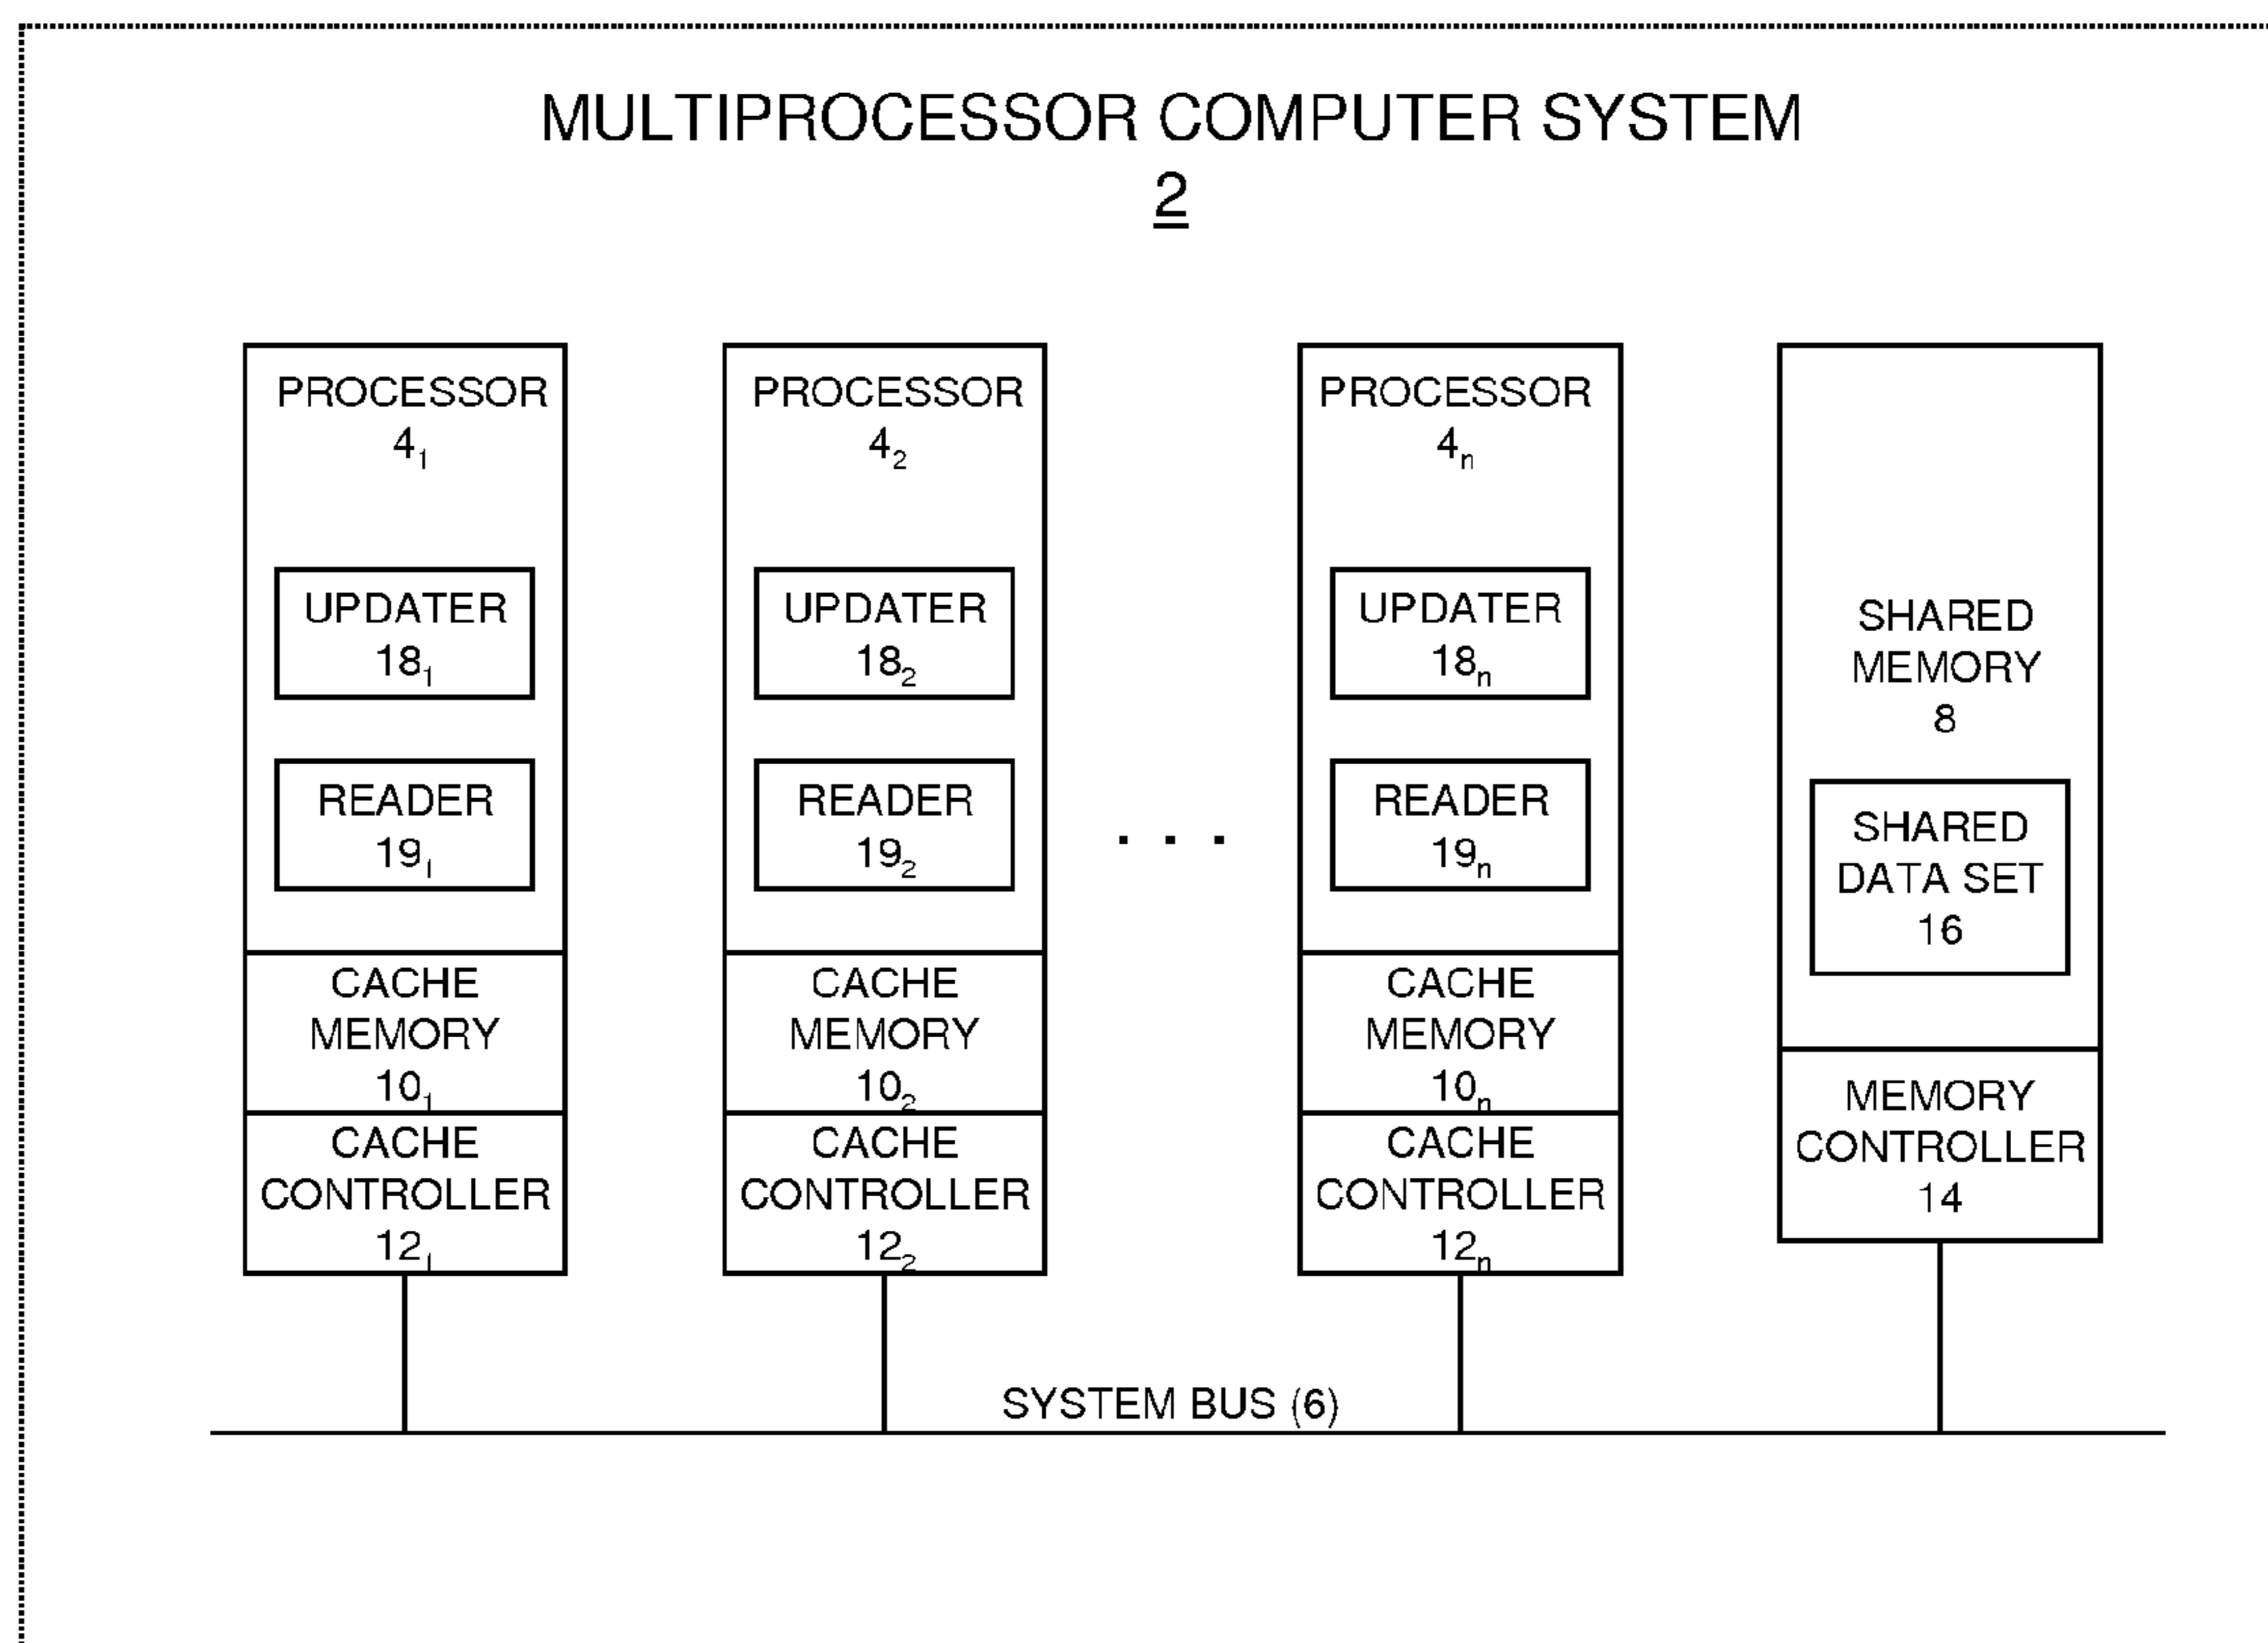 MULTIPROCESSOR COMPUTER SYSTEM
2
PROCESSOR
4₁
UPDATER
18₁
READER
19₁
CACHE
MEMORY
10₁
CACHE
CONTROLLER
12₁
PROCESSOR
4₂
UPDATER
18₂
READER
19₂
CACHE
MEMORY
10₂
CACHE
CONTROLLER
12₂
. . .
PROCESSOR
4ₙ
UPDATER
18ₙ
READER
19ₙ
CACHE
MEMORY
10ₙ
CACHE
CONTROLLER
12ₙ
SHARED
MEMORY
8
SHARED
DATA SET
16
MEMORY
CONTROLLER
14
SYSTEM BUS (6)